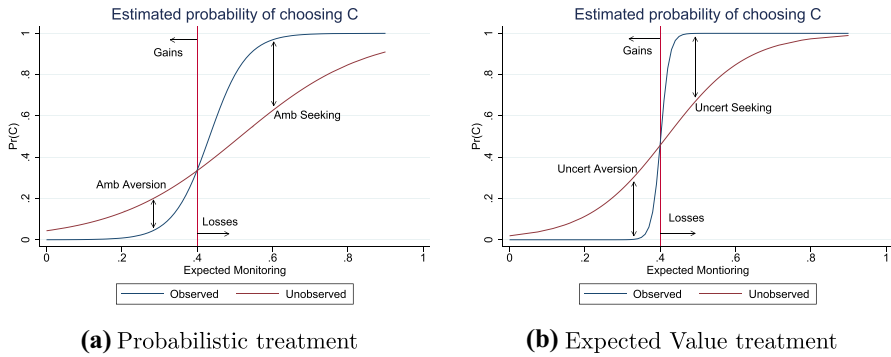 Estimated probability of choosing C
Pr(C)
1
.8
.6
.4
.2
0
Gains
Amb Seeking
Amb Aversion
Losses
0 .2 .4 .6 .8 1
Expected Monitoring
Observed Unobserved
(a) Probabilistic treatment
Estimated probability of choosing C
Pr(C)
1
.8
.6
.4
.2
0
Gains
Uncert Seeking
Uncert Aversion
Losses
0 .2 .4 .6 .8 1
Expected Monitoring
Observed Unobserved
(b) Expected Value treatment